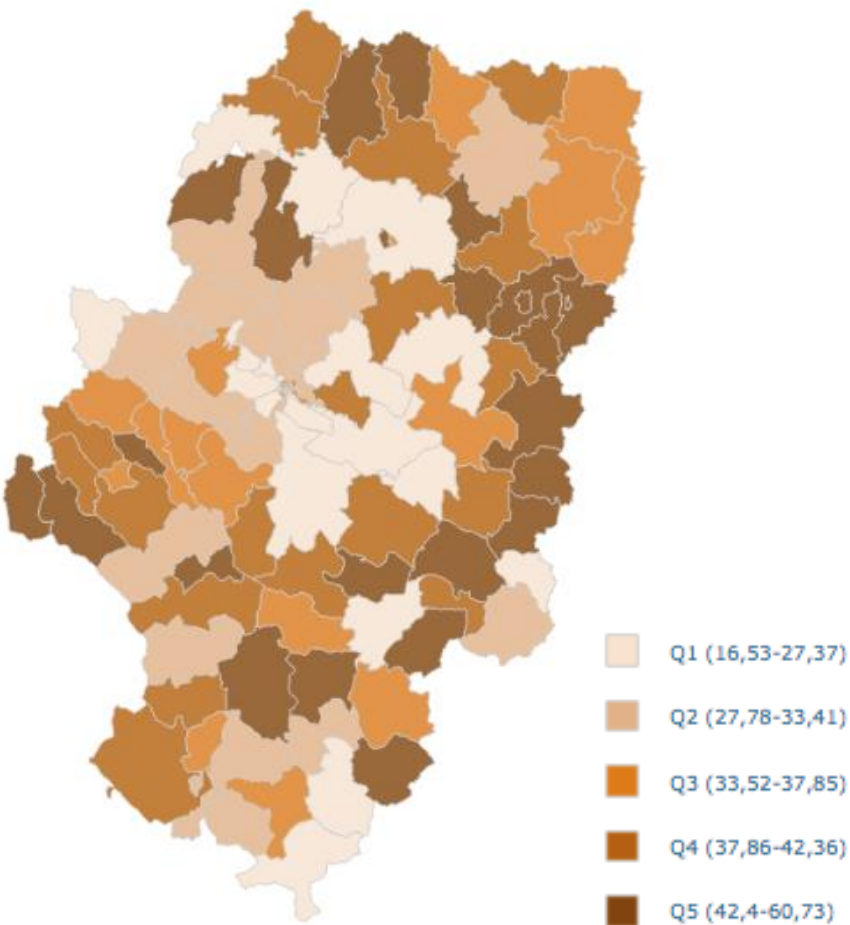 Q1 (16,53-27,37)
Q2 (27,78-33,41)
Q3 (33,52-37,85)
Q4 (37,86-42,36)
Q5 (42,4-60,73)